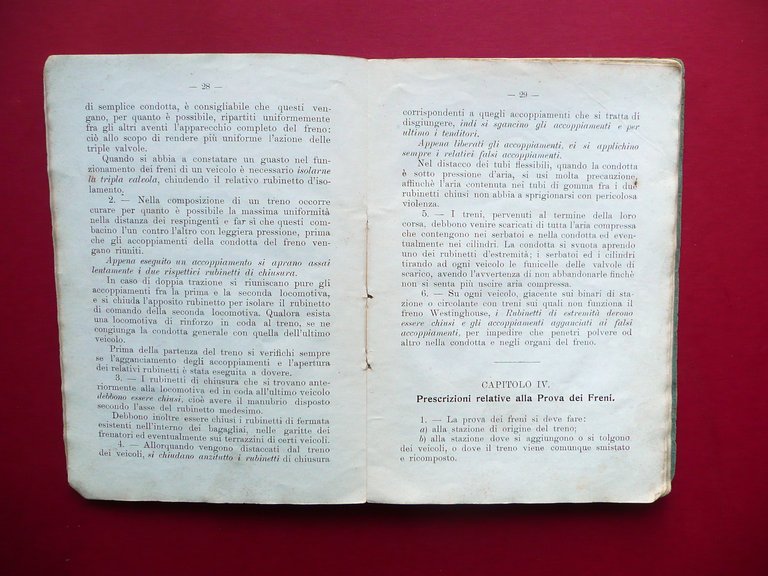 — 28 —
di semplice condotta, è consigliabile che questi ven-
gano, per quanto è possibile, ripartiti uniformemente
fra gli altri aventi l'apparecchio completo del freno:
ciò allo scopo di rendere più uniforme l'azione delle
triple valvole.
Quando si abbia a constatare un guasto nel fun-
zionamento dei freni di un veicolo è necessario isolarne
la tripla valvola, chiudendo il relativo rubinetto d'iso-
lamento.
2. — Nella composizione di un treno occorre
curare per quanto è possibile la massima uniformità
nella distanza dei respingenti e far sì che questi com-
bacino l'un contro l'altro con leggiera pressione, prima
che gli accoppiamenti della condotta del freno ven-
gano riuniti.
Appena eseguito un accoppiamento si aprano assai
lentamente i due rispettivi rubinetti di chiusura.
In caso di doppia trazione si riuniscano pure gli
accoppiamenti fra la prima e la seconda locomotiva,
e si chiuda l'apposito rubinetto per isolare il rubinetto
di comando della seconda locomotiva. Qualora esista
una locomotiva di rinforzo in coda al treno, se ne
congiunga la condotta generale con quella dell'ultimo
veicolo.
Prima della partenza del treno si verifichi sempre
se l'agganciamento degli accoppiamenti e l'apertura
dei relativi rubinetti è stata eseguita a dovere.
3. — I rubinetti di chiusura che si trovano ante-
riormente alla locomotiva ed in coda all'ultimo veicolo
debbono essere chiusi, cioè avere il manubrio disposto
secondo l'asse del rubinetto medesimo.
Debbono inoltre essere chiusi i rubinetti di fermata
esistenti nell'interno dei bagagliai, nelle garitte dei
frenatori ed eventualmente sui terrazzini di certi veicoli.
4. — Allorquando vengono distaccati dal treno
dei veicoli, si chiudano anzitutto i rubinetti di chiusura
— 29 —
corrispondenti a quegli accoppiamenti che si tratta di
disgiungere, indi si sgancino gli accoppiamenti e per
ultimo i tenditori.
Appena liberati gli accoppiamenti, ci si applichino
sempre i relativi falsi accoppiamenti.
Nel distacco dei tubi flessibili, quando la condotta
è sotto pressione d'aria, si usi molta precauzione,
affinchè l'aria contenuta nei tubi di gomma fra i due
rubinetti chiusi non abbia a sprigionarsi con pericolosa
violenza.
5. — I treni, pervenuti al termine della loro
corsa, debbono venire scaricati di tutta l'aria compressa
che contengono nei serbatoi e nella condotta ed even-
tualmente nei cilindri. La condotta si svuota aprendo
uno dei rubinetti d'estremità; i serbatoi ed i cilindri
tirando ad ogni veicolo le funicelle delle valvole di
scarico, avendo l'avvertenza di non abbandonarle finchè
non si senta più uscire aria compressa.
6. — Su ogni veicolo, giacente sui binari di sta-
zione o circolante con treni sui quali non funziona il
freno Westinghouse, i Rubinetti di estremità devono
essere chiusi e gli accoppiamenti agganciati ai falsi
accoppiamenti, per impedire che penetri polvere od
altro nella condotta e negli organi del freno.
CAPITOLO IV.
Prescrizioni relative alla Prova dei Freni.
1. — La prova dei freni si deve fare:
a) alla stazione di origine del treno;
b) alla stazione dove si aggiungono o si tolgono
dei veicoli, o dove il treno viene comunque smistato
e ricomposto.